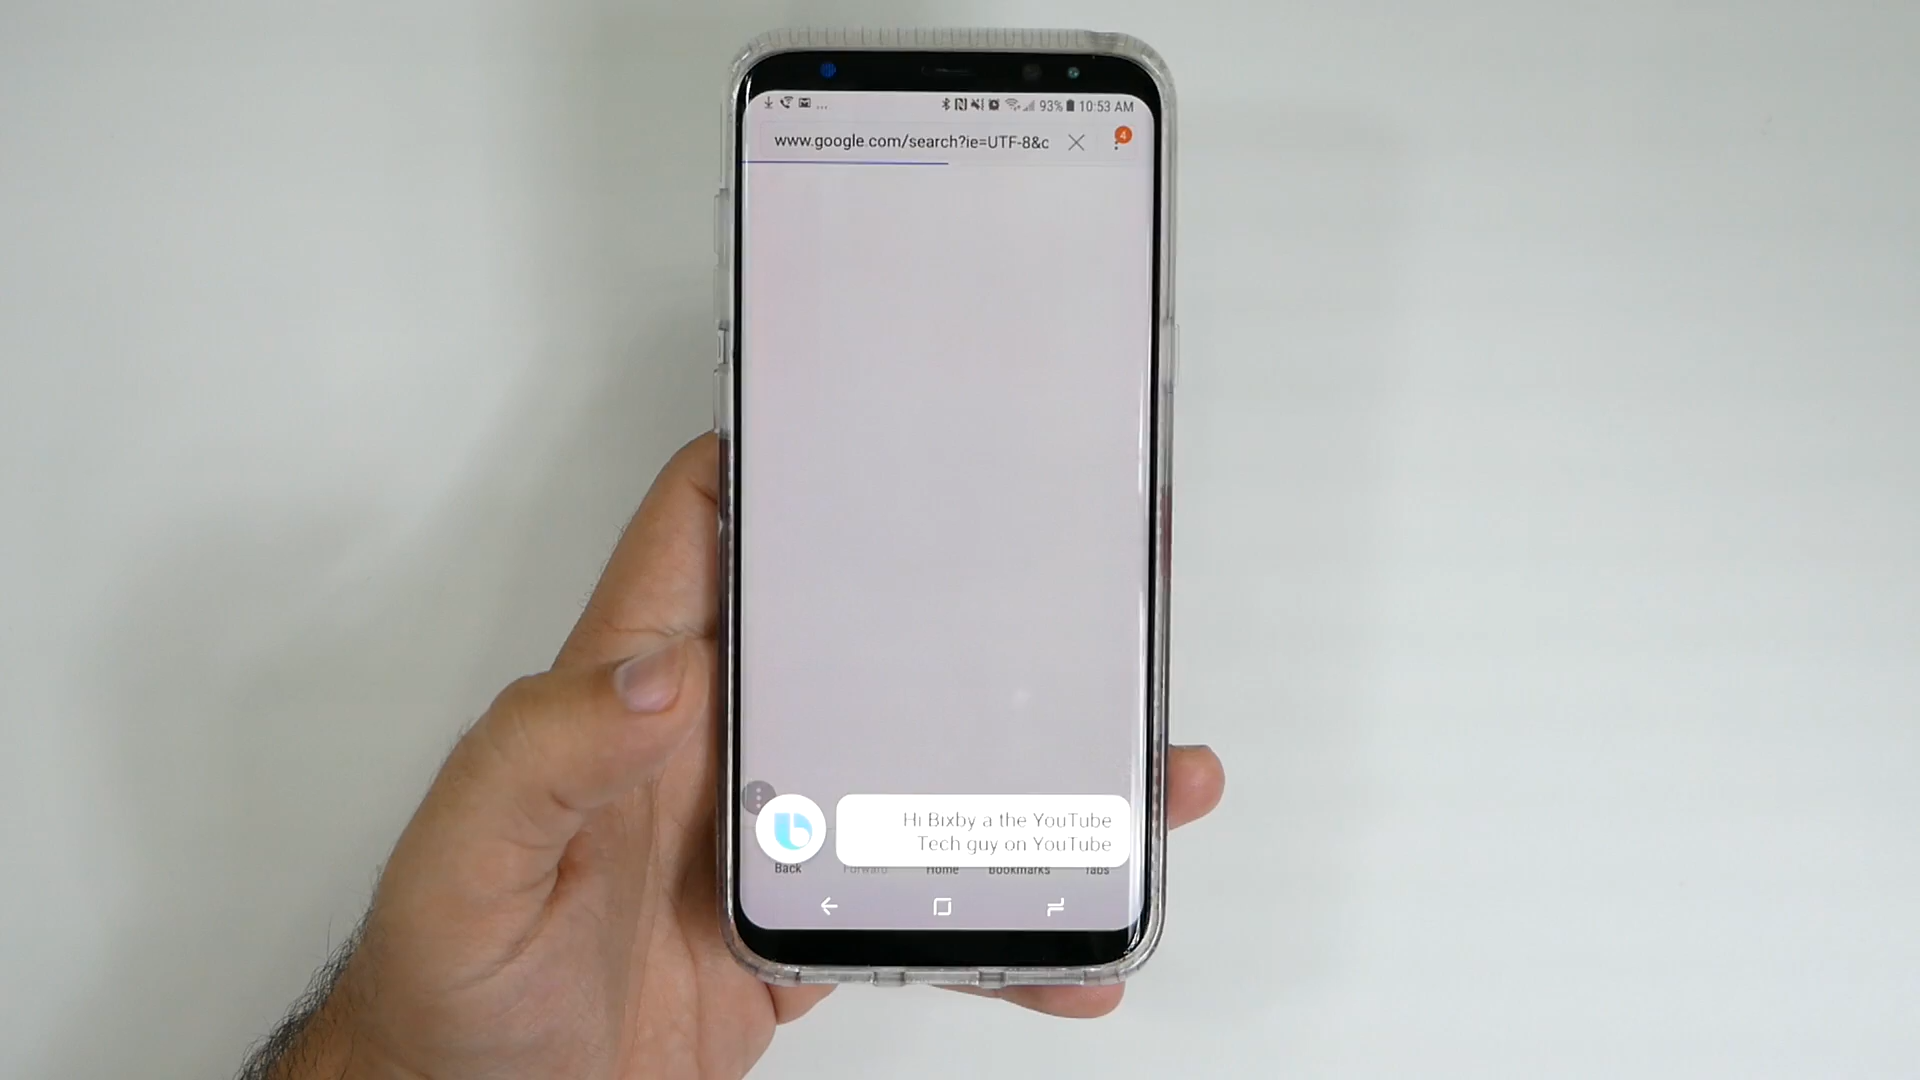 ... 93% 10:53 AM
www.google.com/search?ie=UTF-8&c
4
Hi Bixby a the YouTube
Tech guy on YouTube
Back Forward Home Bookmarks Tabs